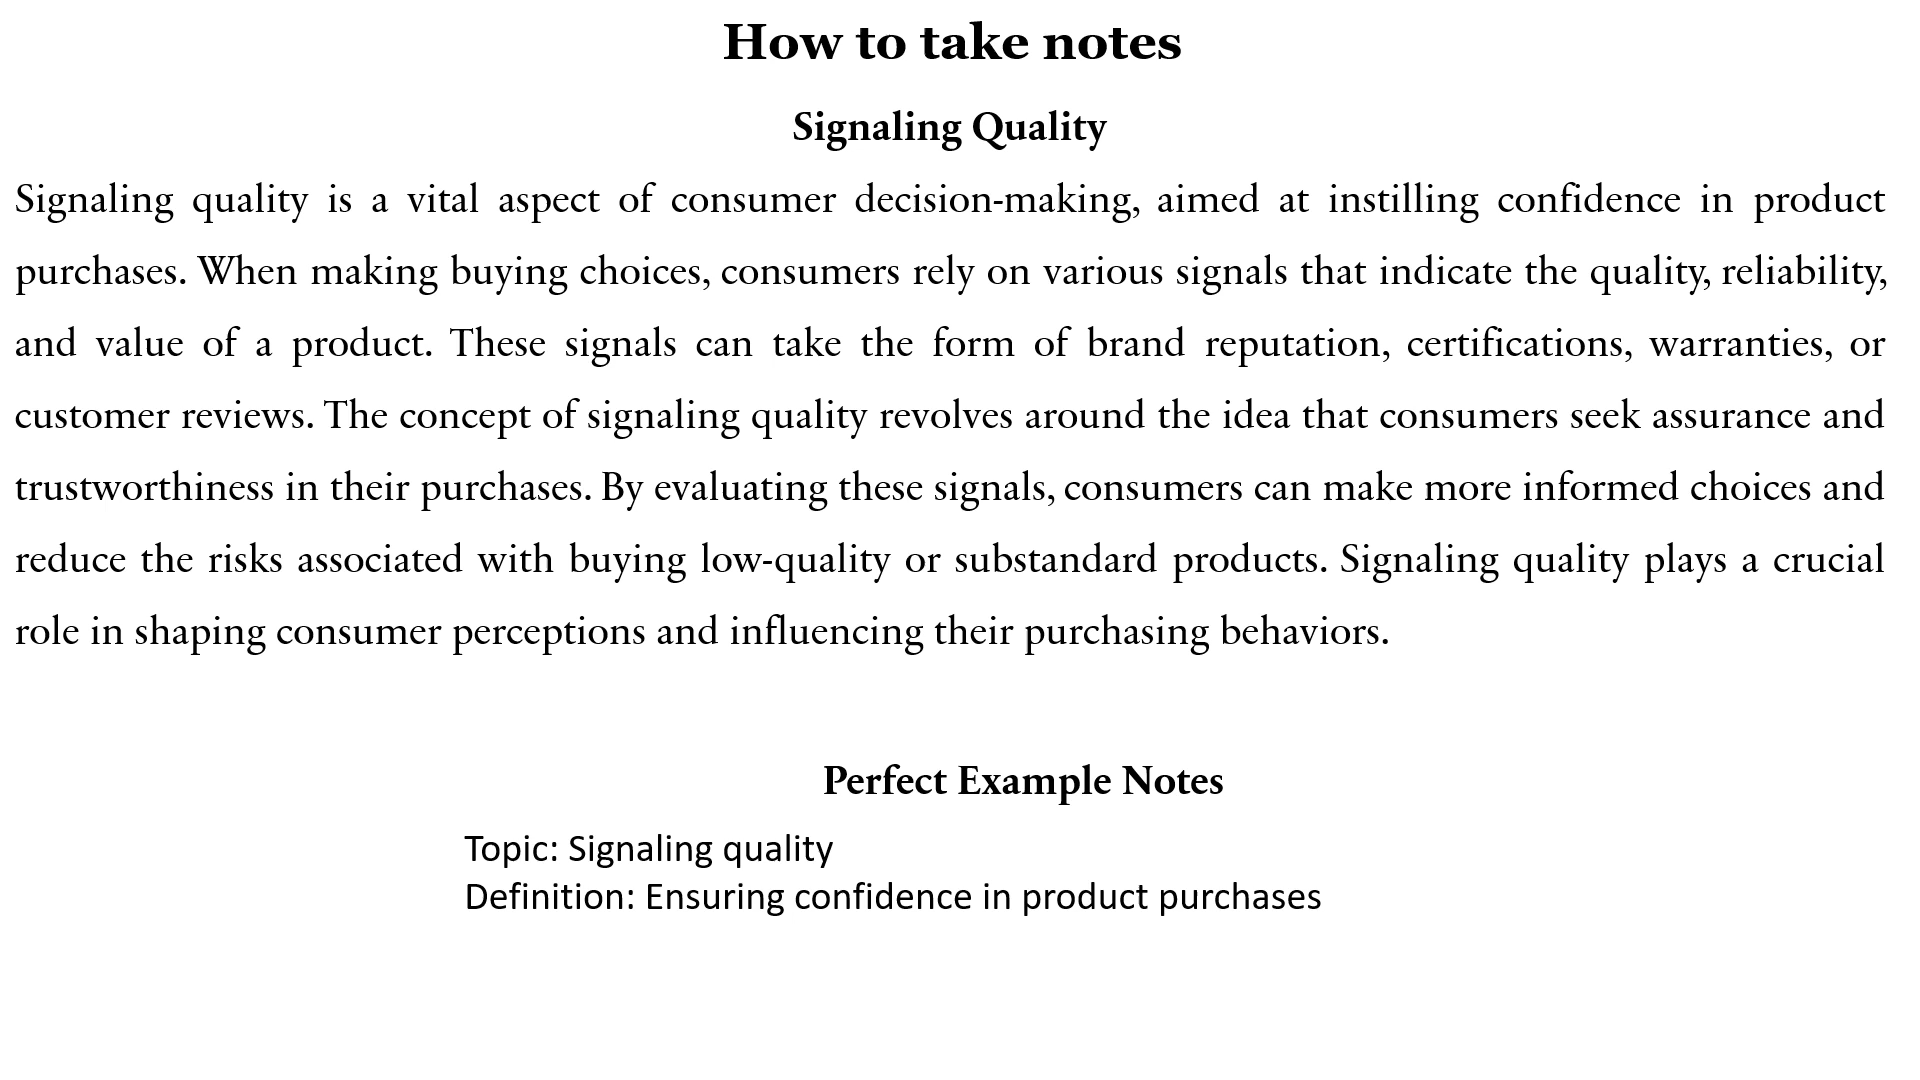 How to take notes
Signaling Quality
Signaling quality is a vital aspect of consumer decision-making, aimed at instilling confidence in product
purchases. When making buying choices, consumers rely on various signals that indicate the quality, reliability,
and value of a product. These signals can take the form of brand reputation, certifications, warranties, or
customer reviews. The concept of signaling quality revolves around the idea that consumers seek assurance and
trustworthiness in their purchases. By evaluating these signals, consumers can make more informed choices and
reduce the risks associated with buying low-quality or substandard products. Signaling quality plays a crucial
role in shaping consumer perceptions and influencing their purchasing behaviors.
Perfect Example Notes
Topic: Signaling quality
Definition: Ensuring confidence in product purchases